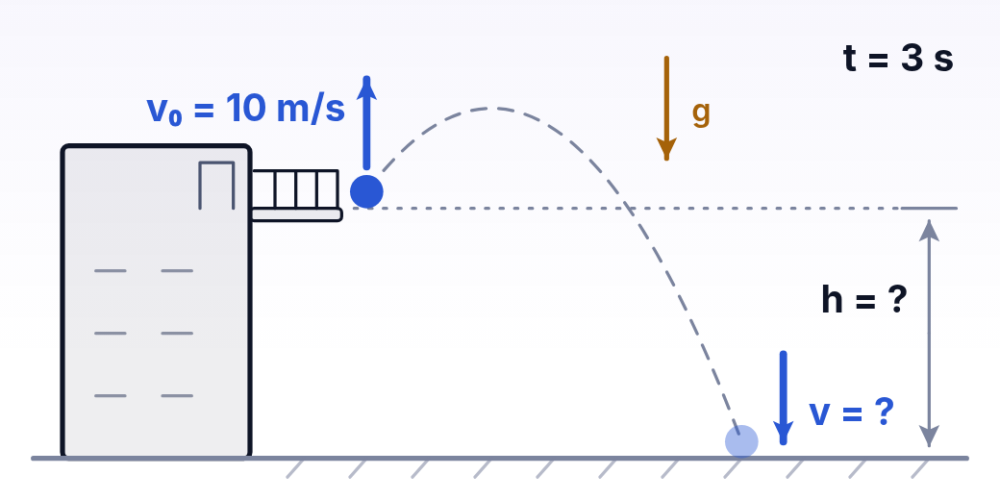 t = 3 s
v₀ = 10 m/s
g
h = ?
v = ?